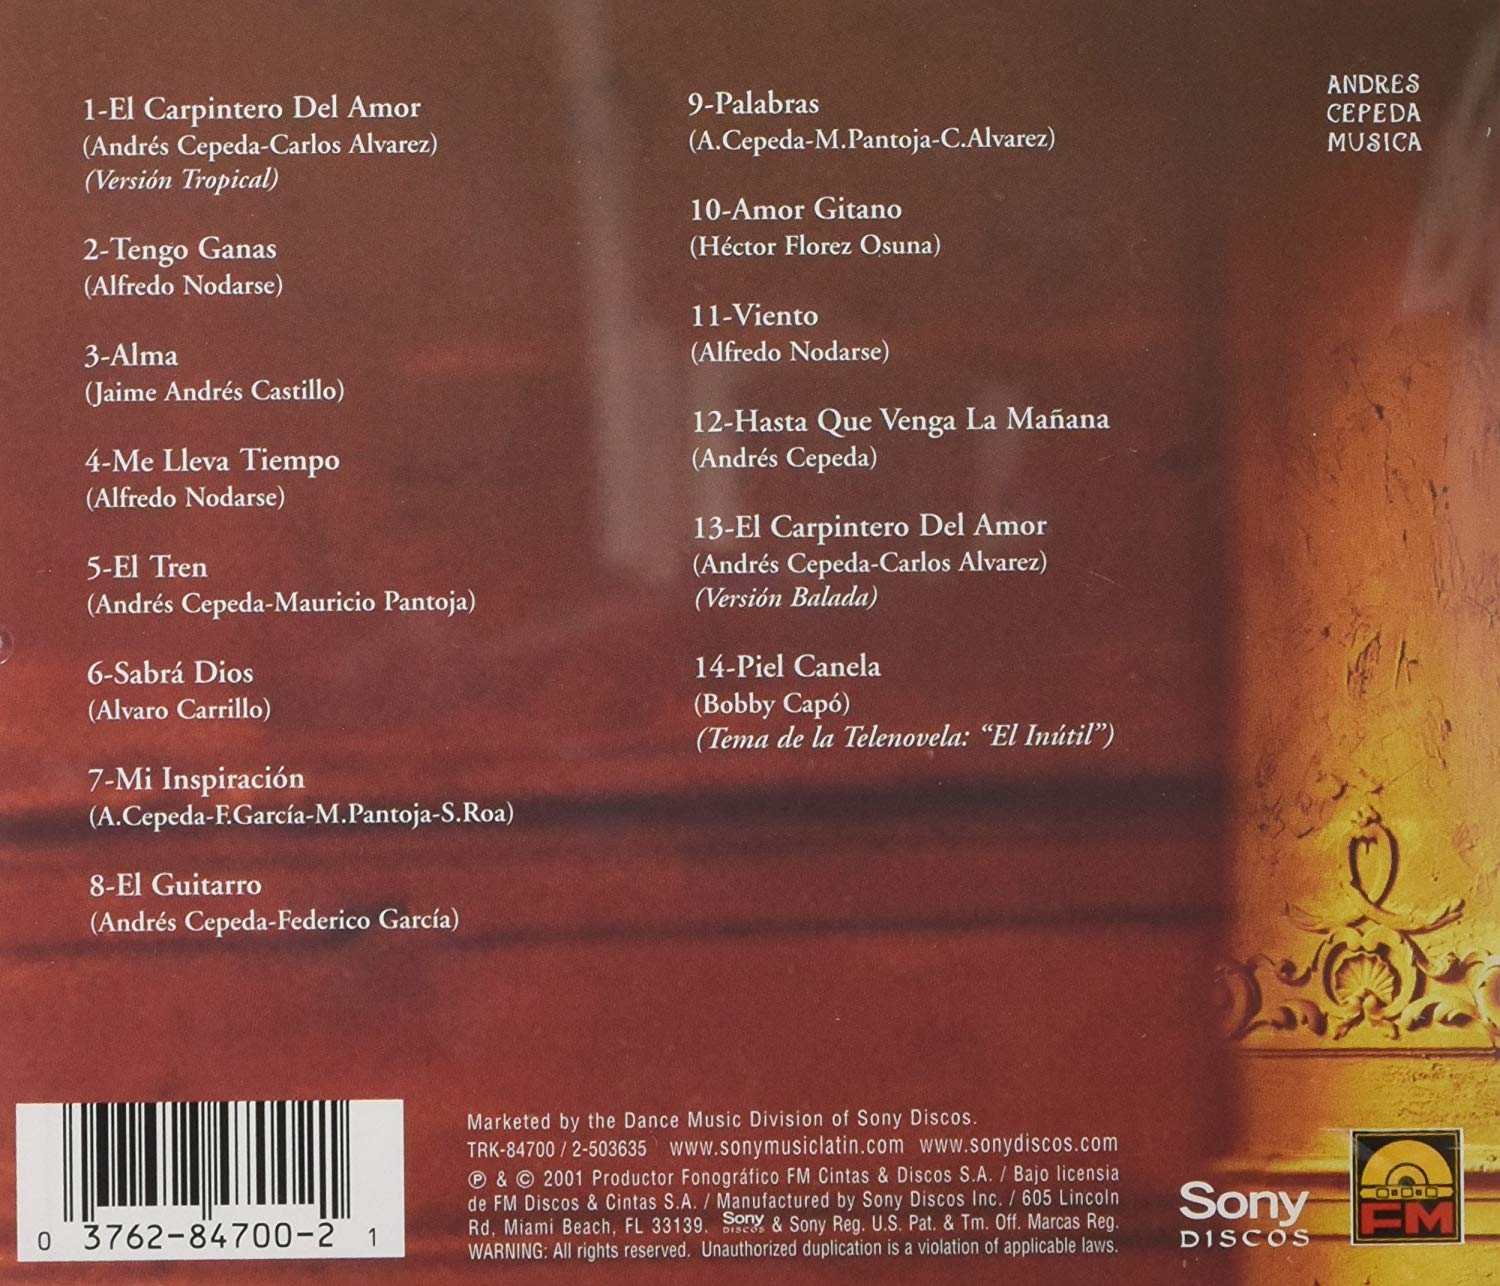 1-El Carpintero Del Amor
(Andrés Cepeda-Carlos Alvarez)
(Versión Tropical)
2-Tengo Ganas
(Alfredo Nodarse)
3-Alma
(Jaime Andrés Castillo)
4-Me Lleva Tiempo
(Alfredo Nodarse)
5-El Tren
(Andrés Cepeda-Mauricio Pantoja)
6-Sabrá Dios
(Alvaro Carrillo)
7-Mi Inspiración
(A.Cepeda-F.García-M.Pantoja-S.Roa)
8-El Guitarro
(Andrés Cepeda-Federico García)
9-Palabras
(A.Cepeda-M.Pantoja-C.Alvarez)
10-Amor Gitano
(Héctor Florez Osuna)
11-Viento
(Alfredo Nodarse)
12-Hasta Que Venga La Mañana
(Andrés Cepeda)
13-El Carpintero Del Amor
(Andrés Cepeda-Carlos Alvarez)
(Versión Balada)
14-Piel Canela
(Bobby Capó)
(Tema de la Telenovela: “El Inútil”)
ANDRES
CEPEDA
MUSICA
0 37628-84700-2 1
Marketed by the Dance Music Division of Sony Discos.
TRK-84700 / 2-503635 www.sonymusiclatin.com www.sonydiscos.com
℗ & © 2001 Productor Fonográfico FM Cintas & Discos S.A. / Bajo licensia
de FM Discos & Cintas S.A. / Manufactured by Sony Discos Inc. / 605 Lincoln
Rd, Miami Beach, FL 33139. Sony DISCOS & Sony Reg. U.S. Pat. & Tm. Off. Marcas Reg.
WARNING: All rights reserved. Unauthorized duplication is a violation of applicable laws.
Sony
DISCOS
FM